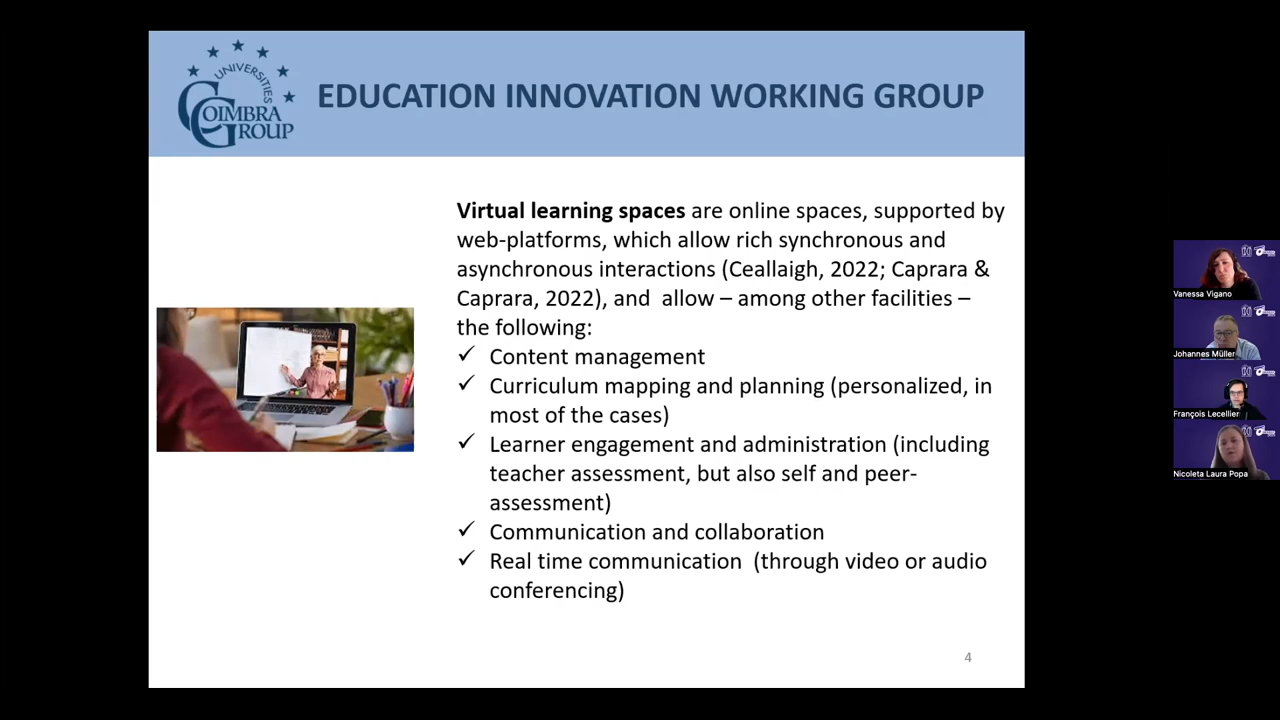 UNIVERSITIES
COIMBRA
GROUP
EDUCATION INNOVATION WORKING GROUP
Virtual learning spaces are online spaces, supported by
web-platforms, which allow rich synchronous and
asynchronous interactions (Ceallaigh, 2022; Caprara &
Caprara, 2022), and  allow – among other facilities –
the following:
✓ Content management
✓ Curriculum mapping and planning (personalized, in
most of the cases)
✓ Learner engagement and administration (including
teacher assessment, but also self and peer-
assessment)
✓ Communication and collaboration
✓ Real time communication  (through video or audio
conferencing)
4
Vanessa Vigano
Johannes Müller
François Lecellier
Nicoleta Laura Popa